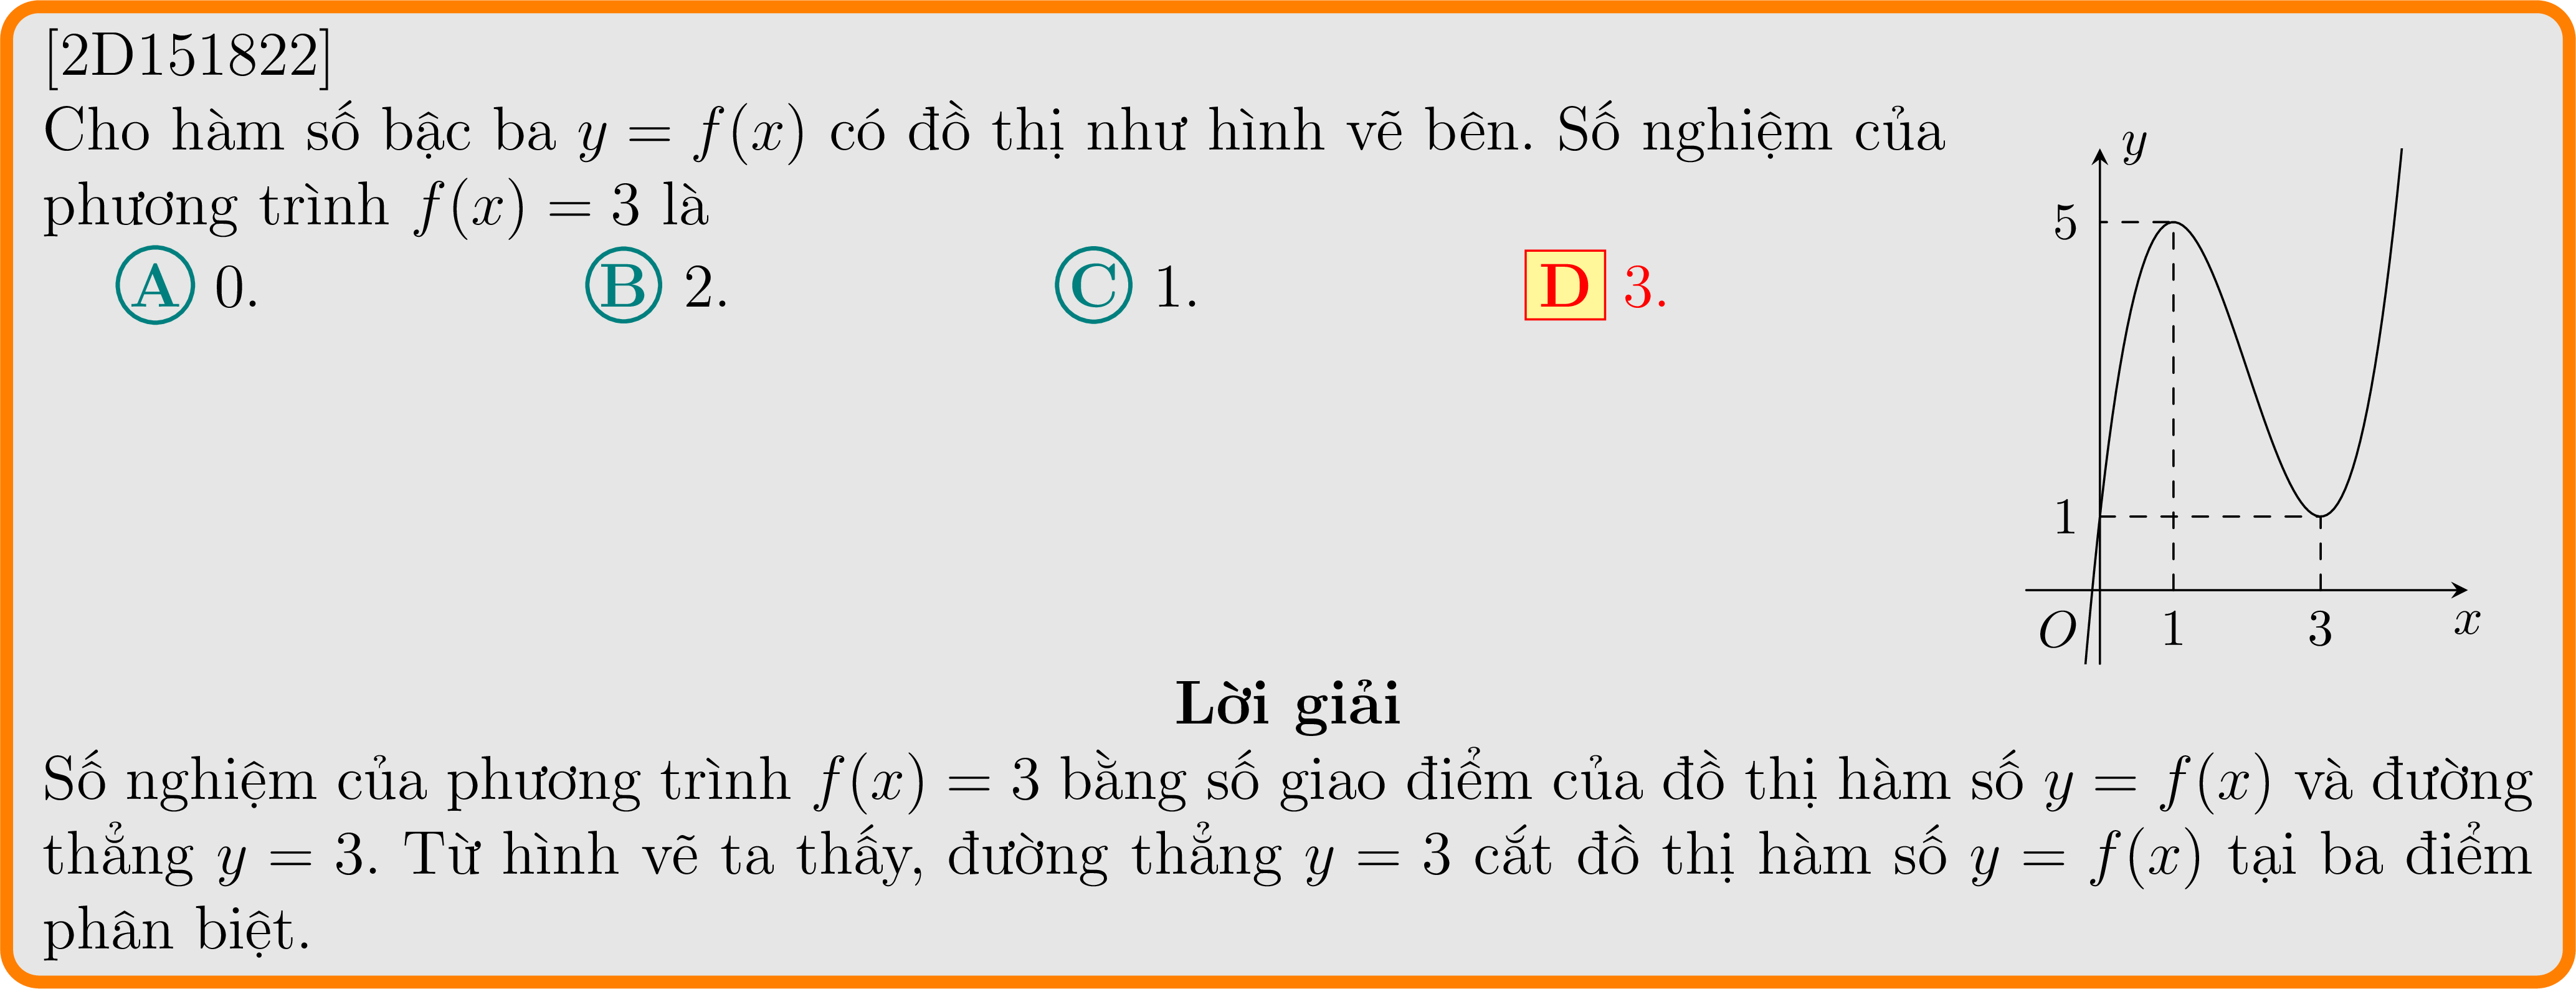 [2D151822]
Cho hàm số bậc ba y = f(x) có đồ thị như hình vẽ bên. Số nghiệm của
phương trình f(x) = 3 là
A 0. B 2. C 1. D 3.
y
5
1
O 1 3 x
Lời giải
Số nghiệm của phương trình f(x) = 3 bằng số giao điểm của đồ thị hàm số y = f(x) và đường
thẳng y = 3. Từ hình vẽ ta thấy, đường thẳng y = 3 cắt đồ thị hàm số y = f(x) tại ba điểm
phân biệt.